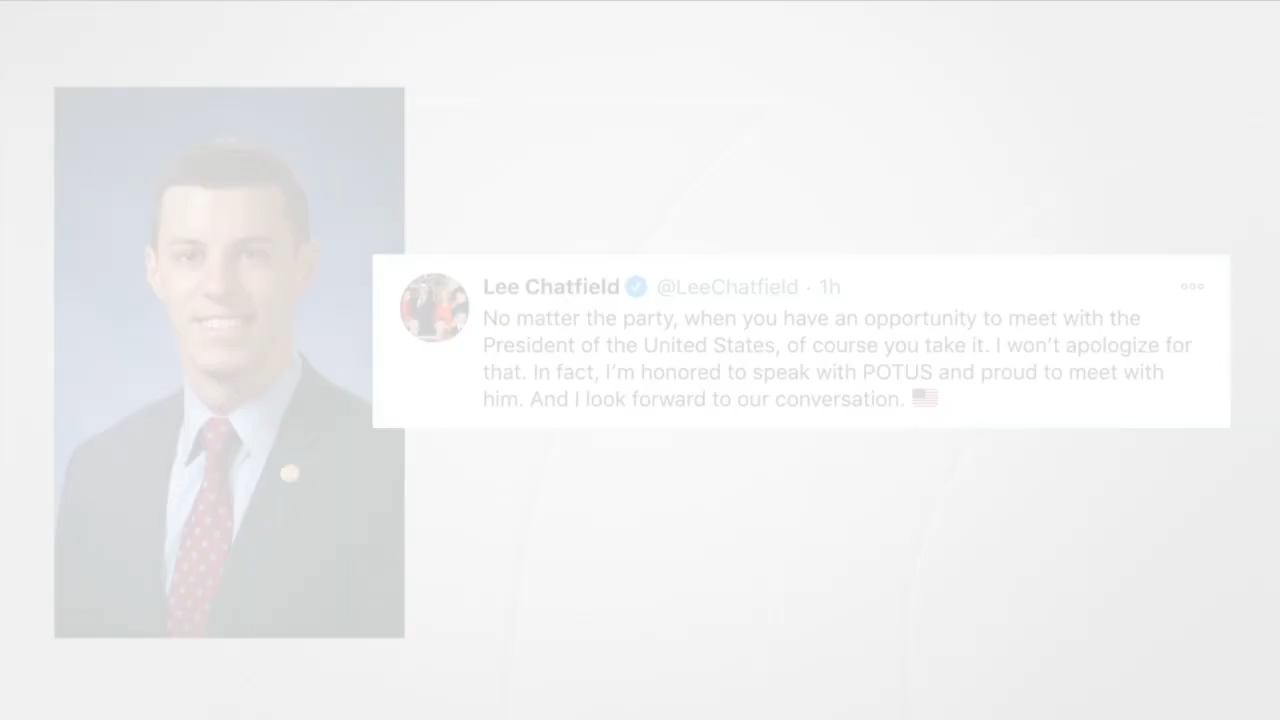 Lee Chatfield @LeeChatfield · 1h
No matter the party, when you have an opportunity to meet with the
President of the United States, of course you take it. I won't apologize for
that. In fact, I'm honored to speak with POTUS and proud to meet with
him. And I look forward to our conversation. 🇺🇸